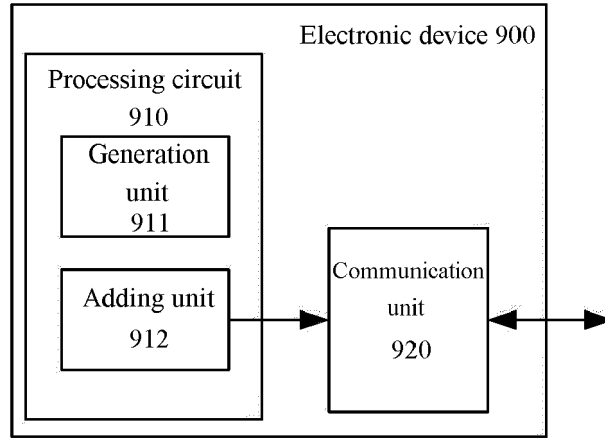 Electronic device 900
Processing circuit
910
Generation
unit
911
Adding unit
912
Communication
unit
920